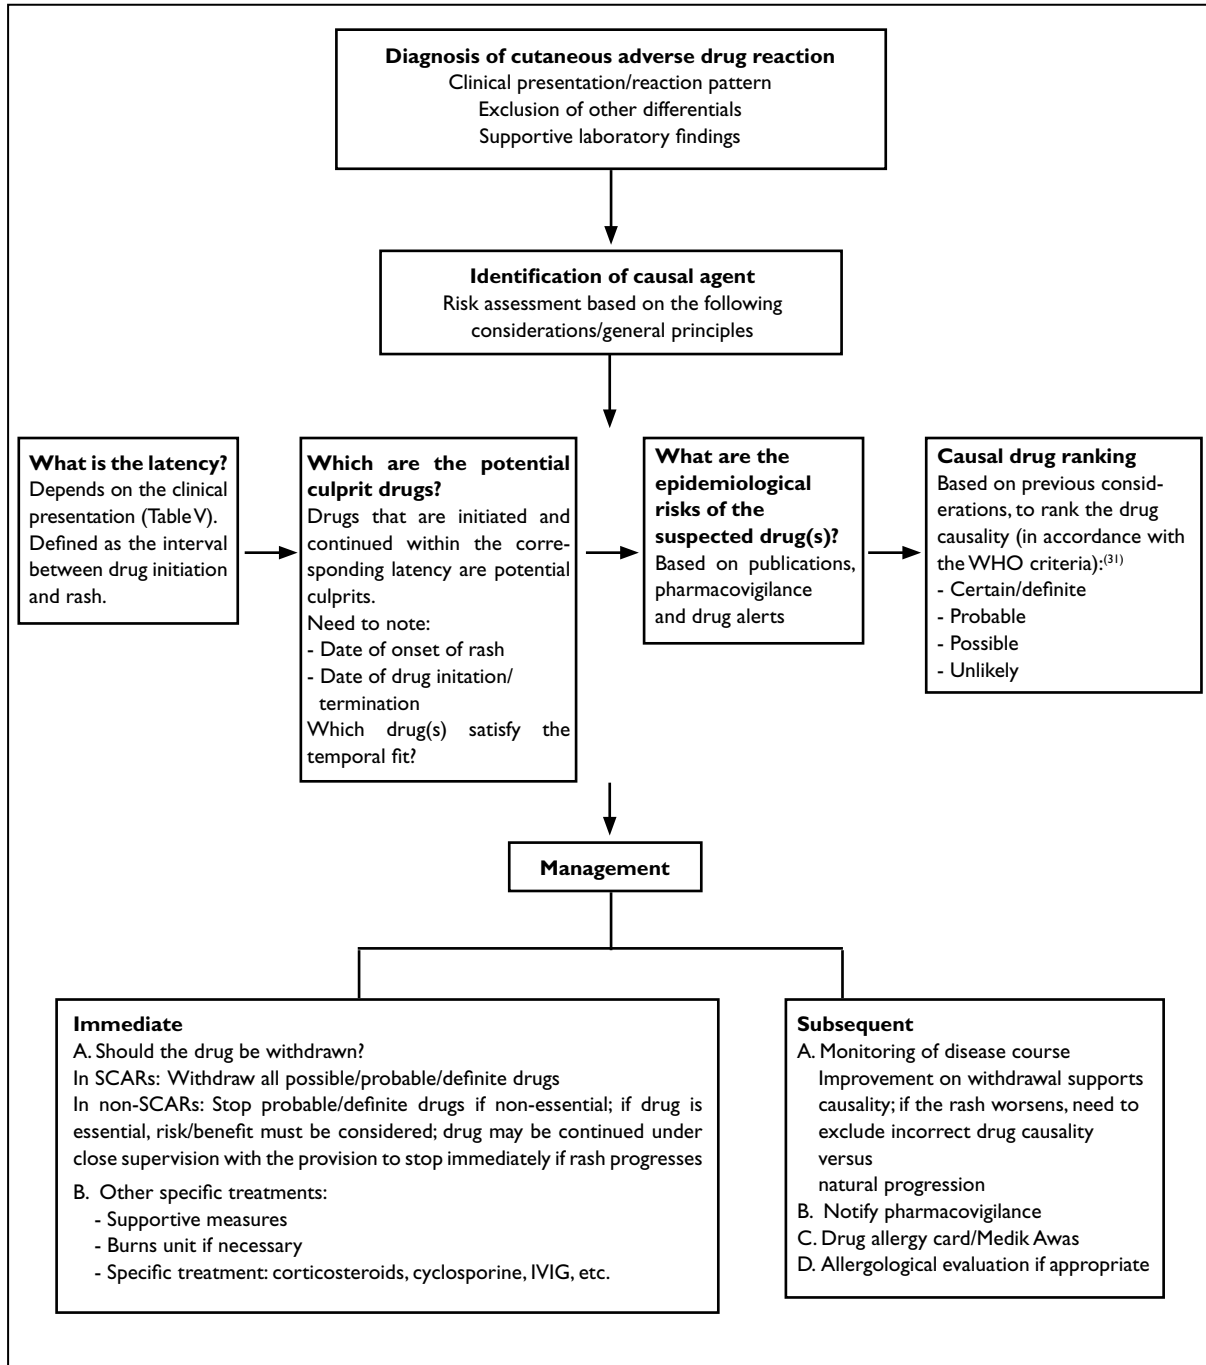 Diagnosis of cutaneous adverse drug reaction
Clinical presentation/reaction pattern
Exclusion of other differentials
Supportive laboratory findings
Identification of causal agent
Risk assessment based on the following
considerations/general principles
What is the latency?
Depends on the clinical
presentation (Table V).
Defined as the interval
between drug initiation
and rash.
Which are the potential
culprit drugs?
Drugs that are initiated and
continued within the corre-
sponding latency are potential
culprits.
Need to note:
- Date of onset of rash
- Date of drug initation/
termination
Which drug(s) satisfy the
temporal fit?
What are the
epidemiological
risks of the
suspected drug(s)?
Based on publications,
pharmacovigilance
and drug alerts
Causal drug ranking
Based on previous consid-
erations, to rank the drug
causality (in accordance with
the WHO criteria):(31)
- Certain/definite
- Probable
- Possible
- Unlikely
Management
Immediate
A. Should the drug be withdrawn?
In SCARs: Withdraw all possible/probable/definite drugs
In non-SCARs: Stop probable/definite drugs if non-essential; if drug is
essential, risk/benefit must be considered; drug may be continued under
close supervision with the provision to stop immediately if rash progresses
B. Other specific treatments:
- Supportive measures
- Burns unit if necessary
- Specific treatment: corticosteroids, cyclosporine, IVIG, etc.
Subsequent
A. Monitoring of disease course
Improvement on withdrawal supports
causality; if the rash worsens, need to
exclude incorrect drug causality
versus
natural progression
B. Notify pharmacovigilance
C. Drug allergy card/Medik Awas
D. Allergological evaluation if appropriate